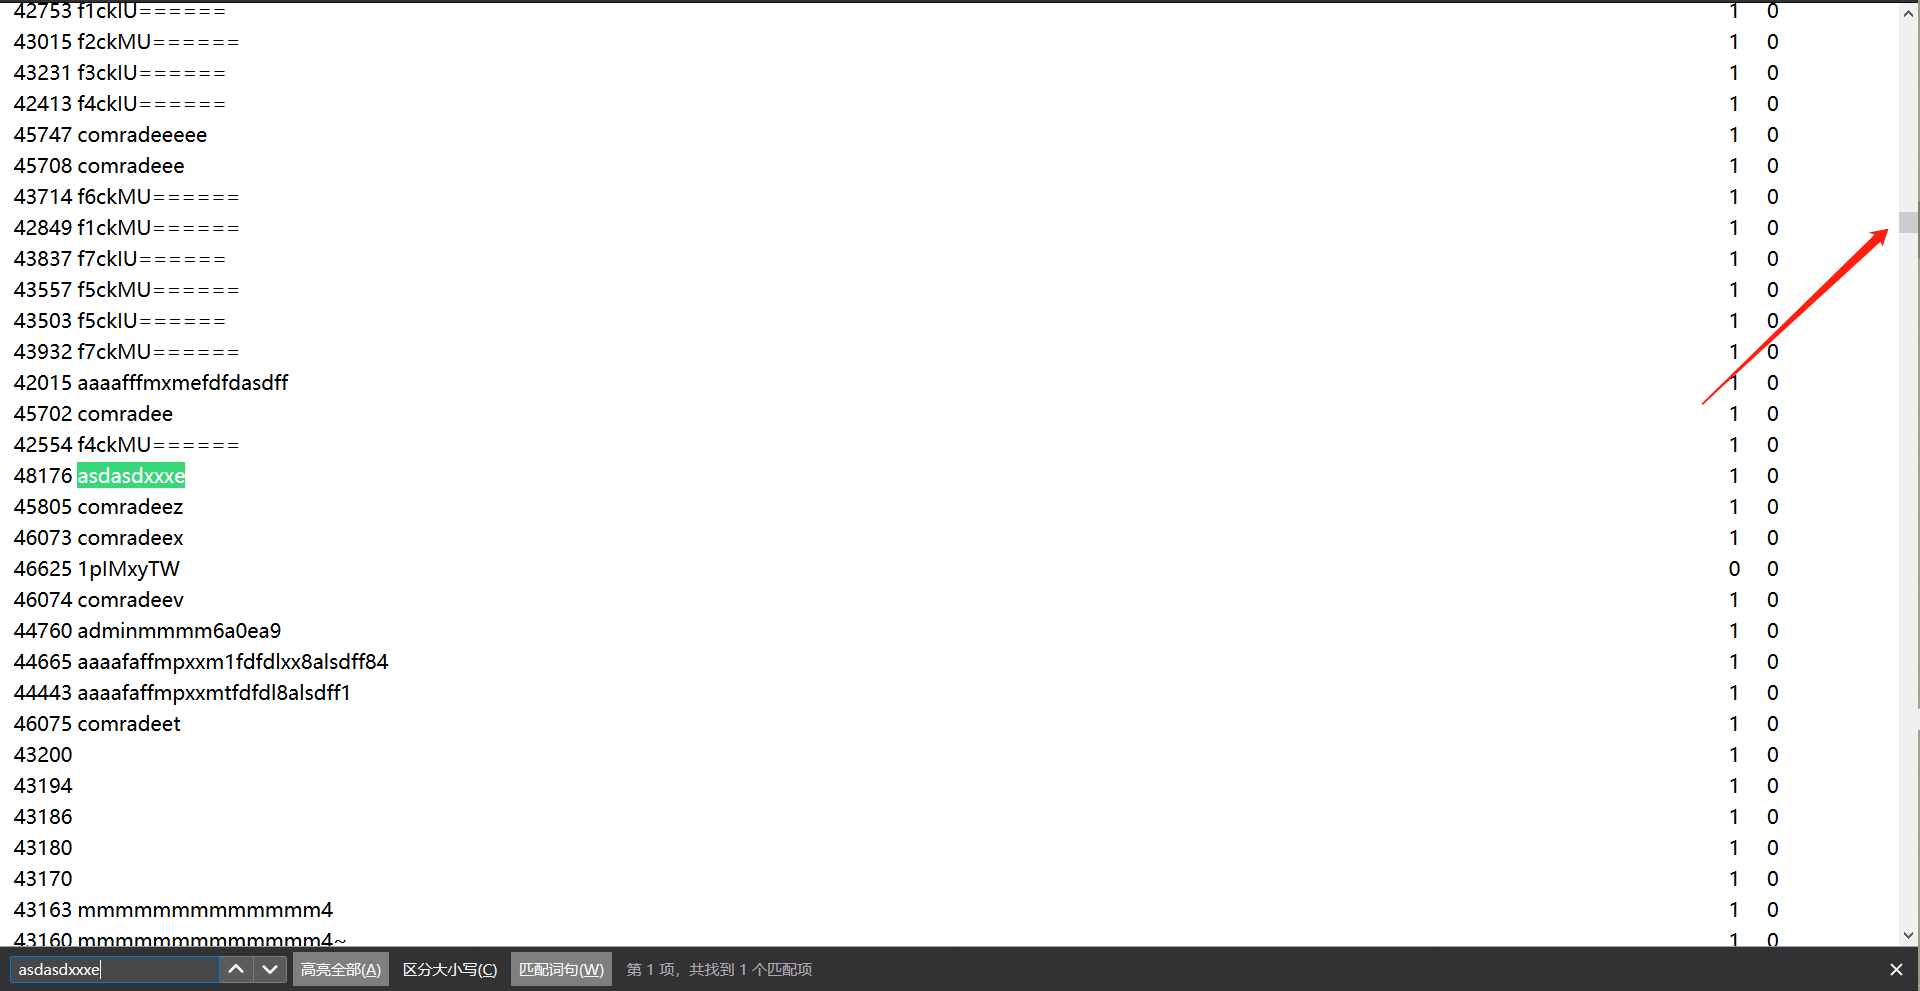 42753 f1ckIU====== 1 0
43015 f2ckMU====== 1 0
43231 f3ckIU====== 1 0
42413 f4ckIU====== 1 0
45747 comradeeeee 1 0
45708 comradeee 1 0
43714 f6ckMU====== 1 0
42849 f1ckMU====== 1 0
43837 f7ckIU====== 1 0
43557 f5ckMU====== 1 0
43503 f5ckIU====== 1 0
43932 f7ckMU====== 1 0
42015 aaaafffmxmefdfdasdff 1 0
45702 comradee 1 0
42554 f4ckMU====== 1 0
48176 asdasdxxxe 1 0
45805 comradeez 1 0
46073 comradeex 1 0
46625 1pIMxyTW 0 0
46074 comradeev 1 0
44760 adminmmmm6a0ea9 1 0
44665 aaaafaffmpxxm1fdfdlxx8alsdff84 1 0
44443 aaaafaffmpxxmtfdfdl8alsdff1 1 0
46075 comradeet 1 0
43200 1 0
43194 1 0
43186 1 0
43180 1 0
43170 1 0
43163 mmmmmmmmmmmmm4 1 0
43160 mmmmmmmmmmmmm4~ 1 0
asdasdxxxe 高亮全部(A) 区分大小写(C) 匹配词句(W) 第 1 项，共找到 1 个匹配项